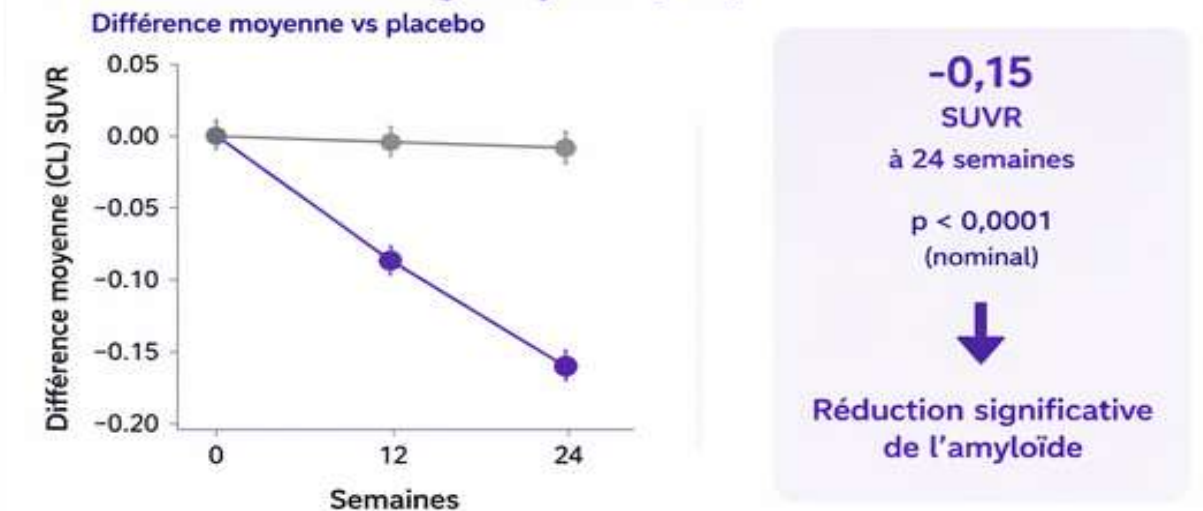 Différence moyenne vs placebo
Différence moyenne (CL) SUVR
0.05
0.00
−0.05
−0.10
−0.15
−0.20
0
12
24
Semaines
-0,15
SUVR
à 24 semaines
p < 0,0001
(nominal)
Réduction significative
de l'amyloïde